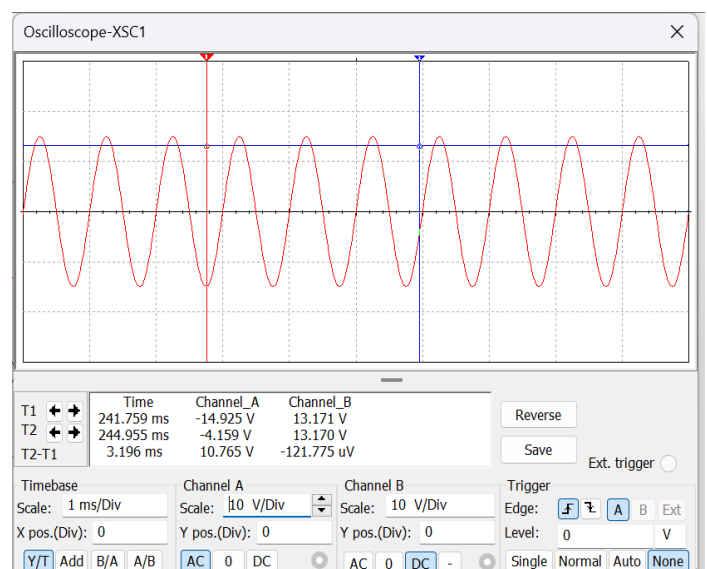 Oscilloscope-XSC1
1
2
Time Channel_A Channel_B
T1 241.759 ms -14.925 V 13.171 V
T2 244.955 ms -4.159 V 13.170 V
T2-T1 3.196 ms 10.765 V -121.775 uV
Reverse
Save
Ext. trigger
Timebase
Scale: 1 ms/Div
X pos.(Div): 0
Y/T Add B/A A/B
Channel A
Scale: 10 V/Div
Y pos.(Div): 0
AC 0 DC
Channel B
Scale: 10 V/Div
Y pos.(Div): 0
AC 0 DC -
Trigger
Edge: A B Ext
Level: 0 V
Single Normal Auto None